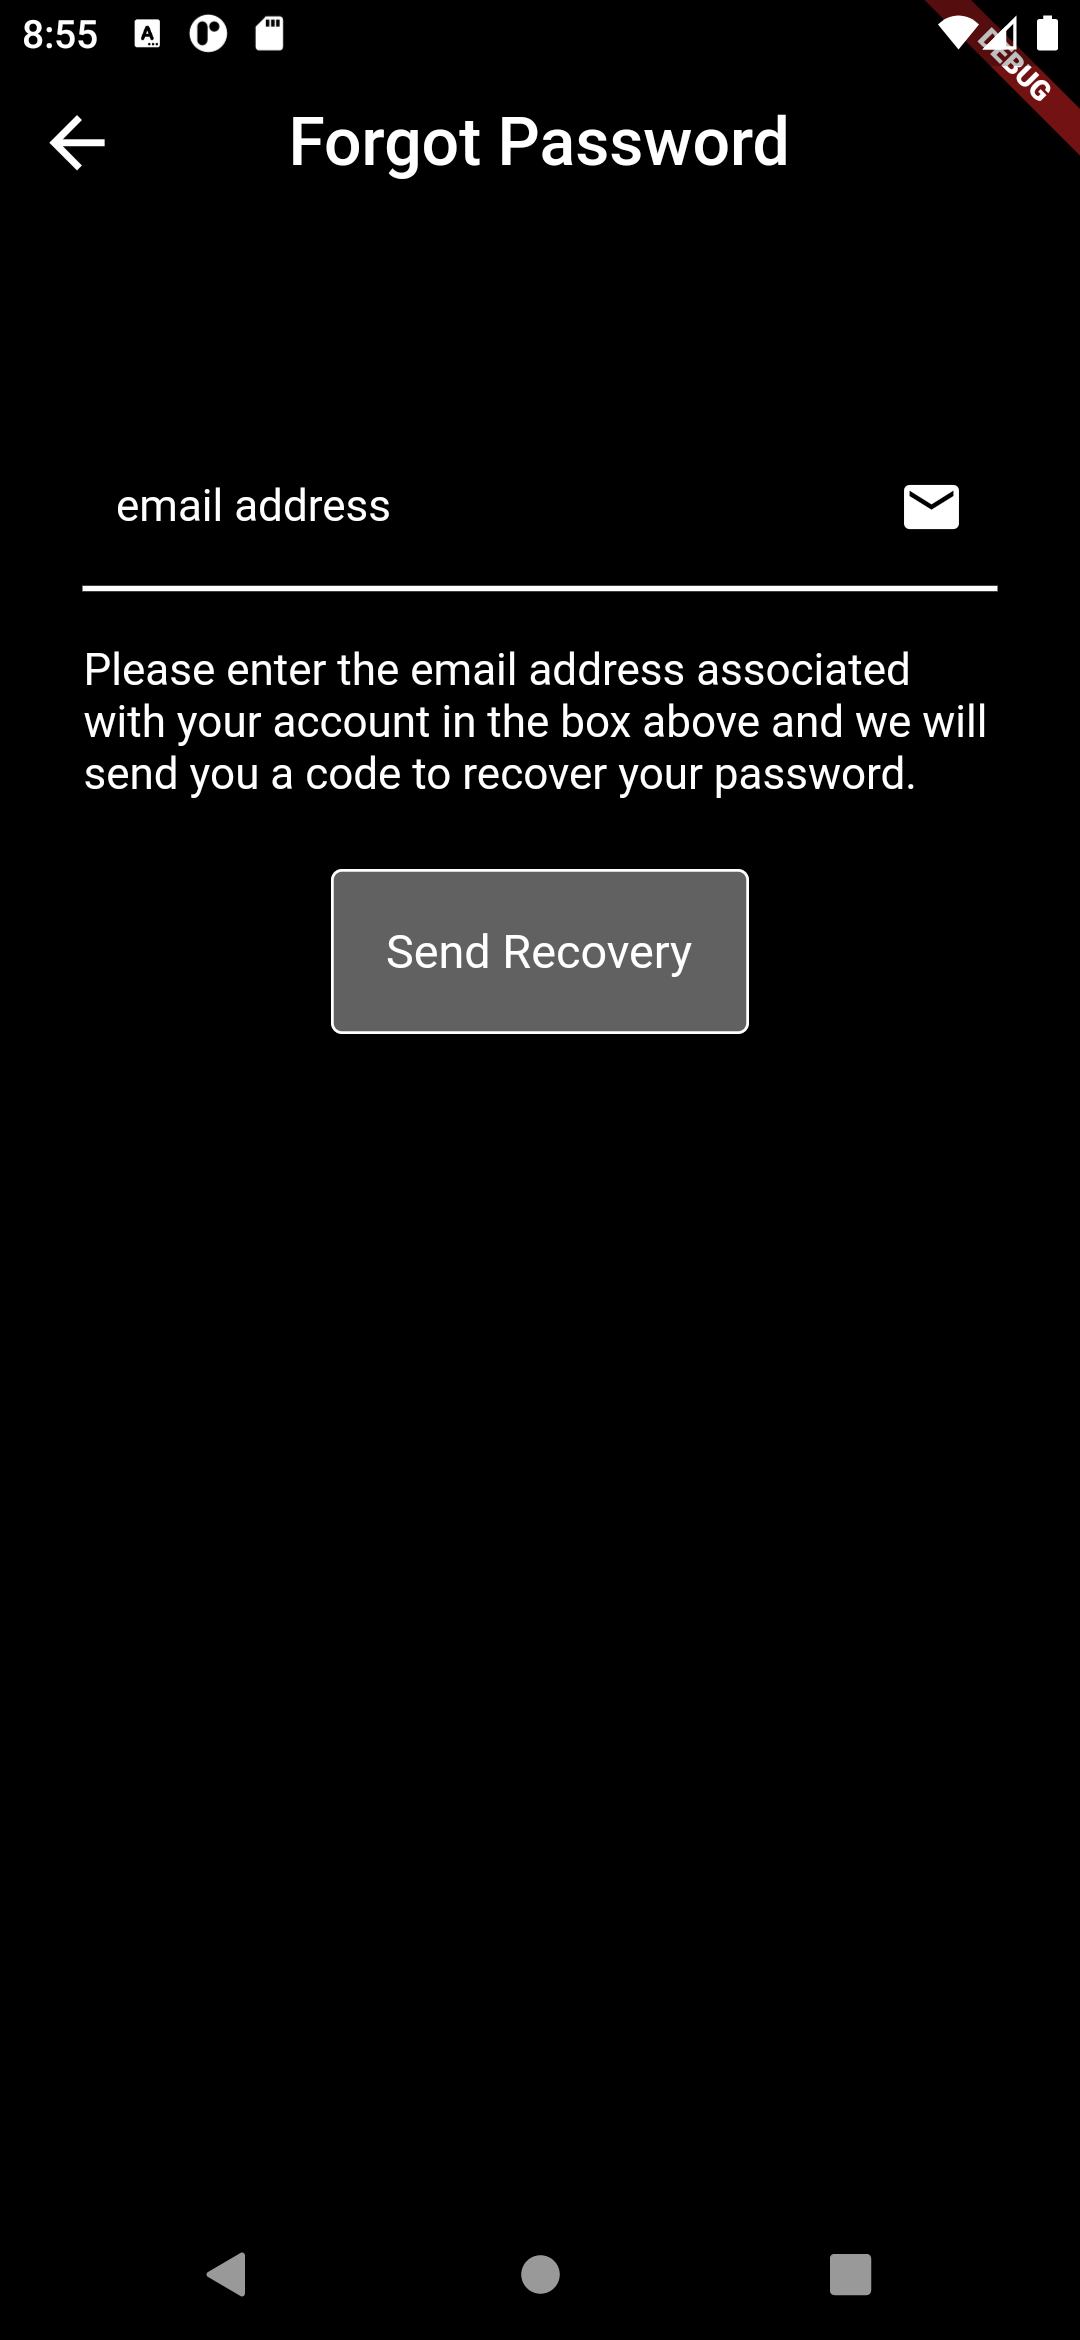 8:55
DEBUG
Forgot Password
email address
Please enter the email address associated
with your account in the box above and we will
send you a code to recover your password.
Send Recovery